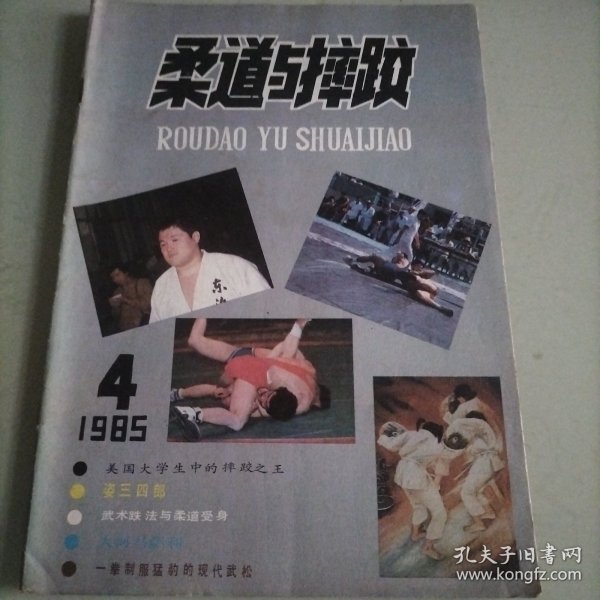 柔道与摔跤
ROUDAO YU SHUAIJIAO
东海
4
1985
美国大学生中的摔跤之王
姿三四郎
武术跌法与柔道受身
一拳制服猛豹的现代武松
孔夫子旧书网
www.kongfz.com